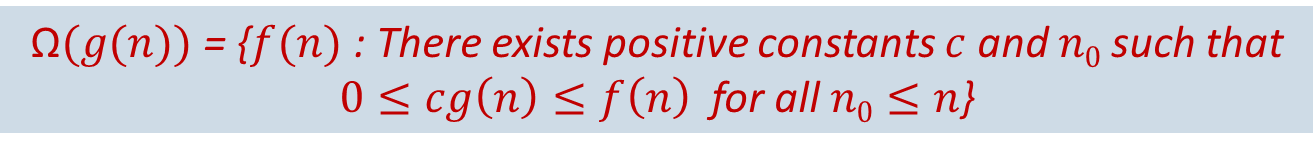 Ω(g(n)) = {f(n) : There exists positive constants c and n₀ such that
0 ≤ cg(n) ≤ f(n) for all n₀ ≤ n}